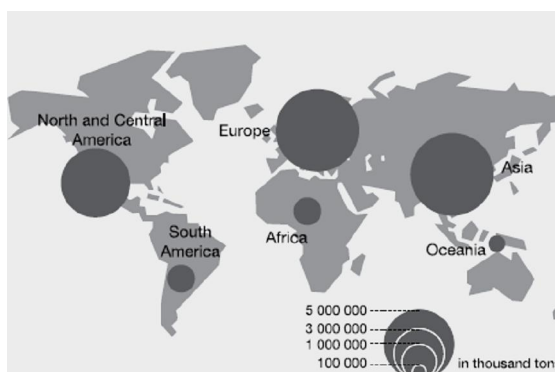 North and Central
America
Europe
Asia
South
America
Africa
Oceania
5 000 000
3 000 000
1 000 000
100 000
in thousand ton